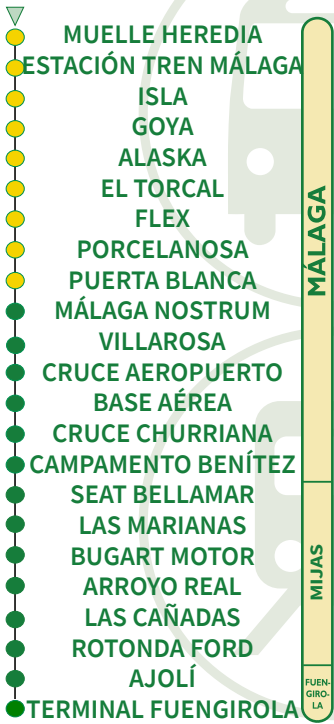 MUELLE HEREDIA
ESTACIÓN TREN MÁLAGA
ISLA
GOYA
ALASKA
EL TORCAL
FLEX
PORCELANOSA
PUERTA BLANCA
MÁLAGA NOSTRUM
VILLAROSA
CRUCE AEROPUERTO
BASE AÉREA
CRUCE CHURRIANA
CAMPAMENTO BENÍTEZ
SEAT BELLAMAR
LAS MARIANAS
BUGART MOTOR
ARROYO REAL
LAS CAÑADAS
ROTONDA FORD
AJOLÍ
TERMINAL FUENGIROLA
MÁLAGA
MIJAS
FUEN-
GIRO-
LA